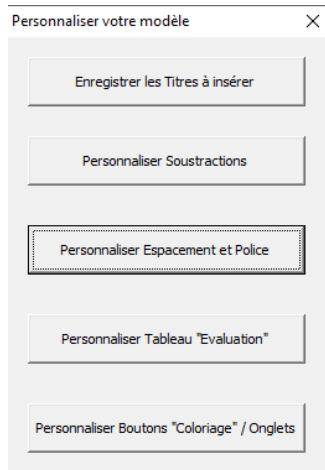 Personnaliser votre modèle
Enregistrer les Titres à insérer
Personnaliser Soustractions
Personnaliser Espacement et Police
Personnaliser Tableau "Evaluation"
Personnaliser Boutons "Coloriage" / Onglets